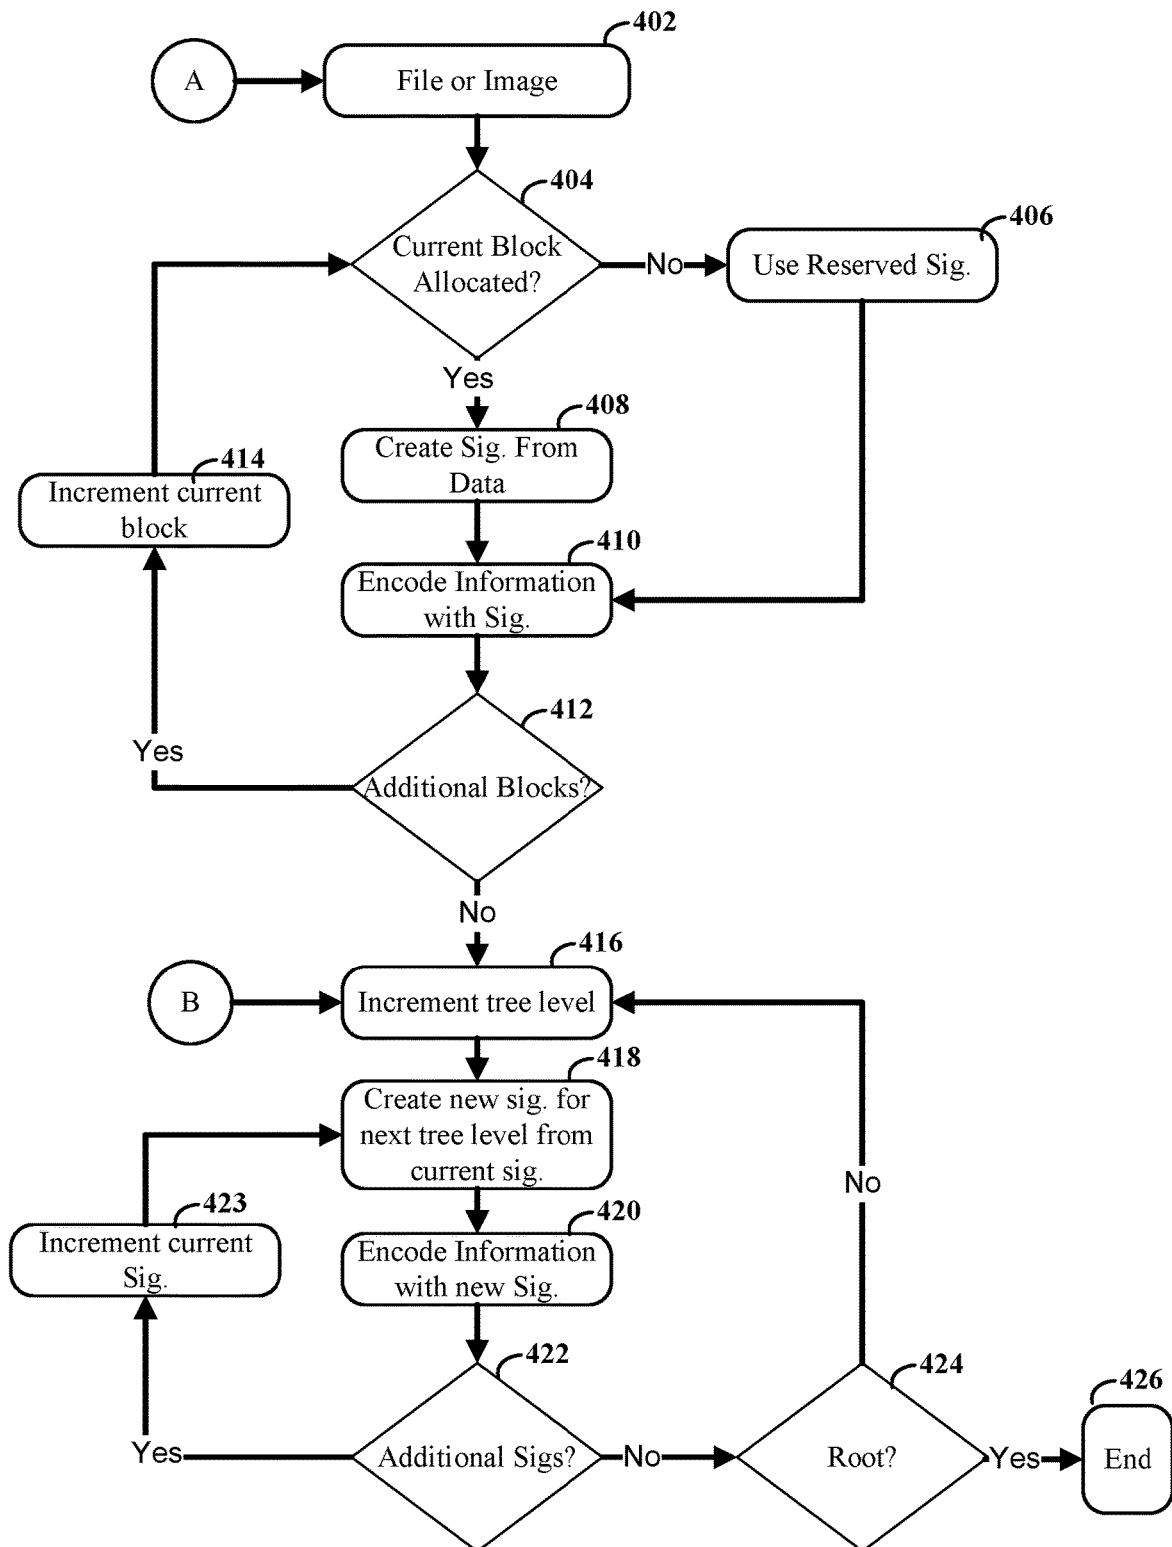 402
A
File or Image
404
406
Current Block
Allocated?
No
Use Reserved Sig.
Yes
408
Create Sig. From
Data
414
Increment current
block
410
Encode Information
with Sig.
412
Yes
Additional Blocks?
No
416
B
Increment tree level
418
Create new sig. for
next tree level from
current sig.
No
423
Increment current
Sig.
420
Encode Information
with new Sig.
422
424
426
Yes
Additional Sigs?
No
Root?
Yes
End